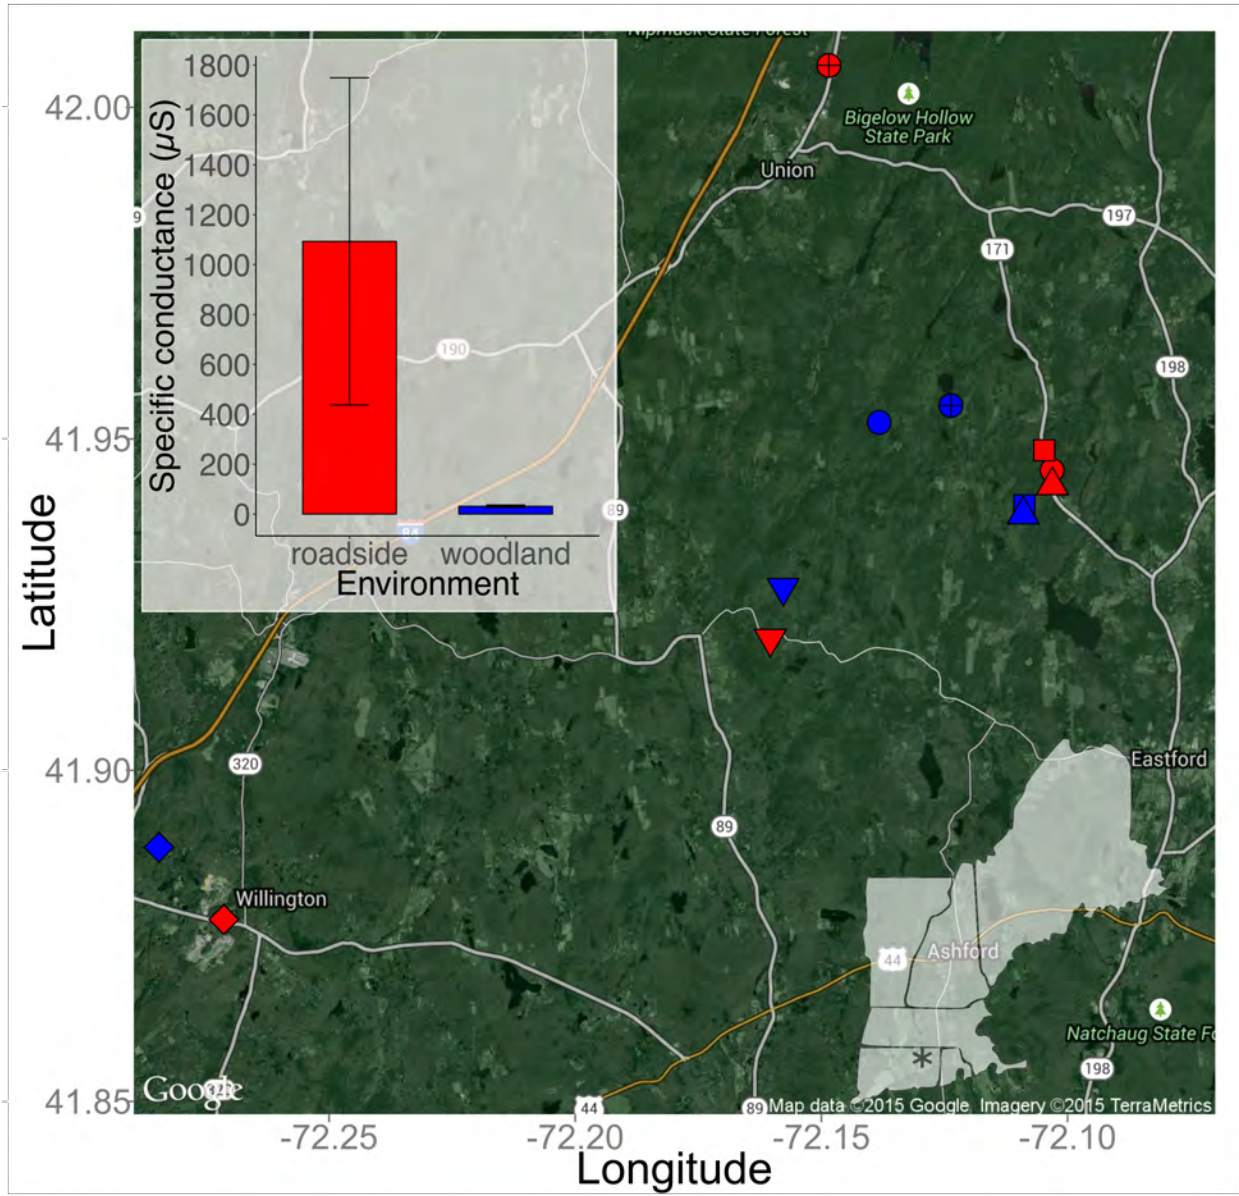 Nipmuck State Forest
1800
1600
1400
1200
1000
800
600
400
200
0
Specific conductance (µS)
roadside woodland
Environment
42.00
41.95
41.90
41.85
Latitude
-72.25 -72.20 -72.15 -72.10
Longitude
Bigelow Hollow
State Park
Union
197
171
9
190
198
89
84
320
Eastford
89
Willington
Ashford
44
*
Natchaug State Fo
198
Google
44
89
Map data ©2015 Google Imagery ©2015 TerraMetrics